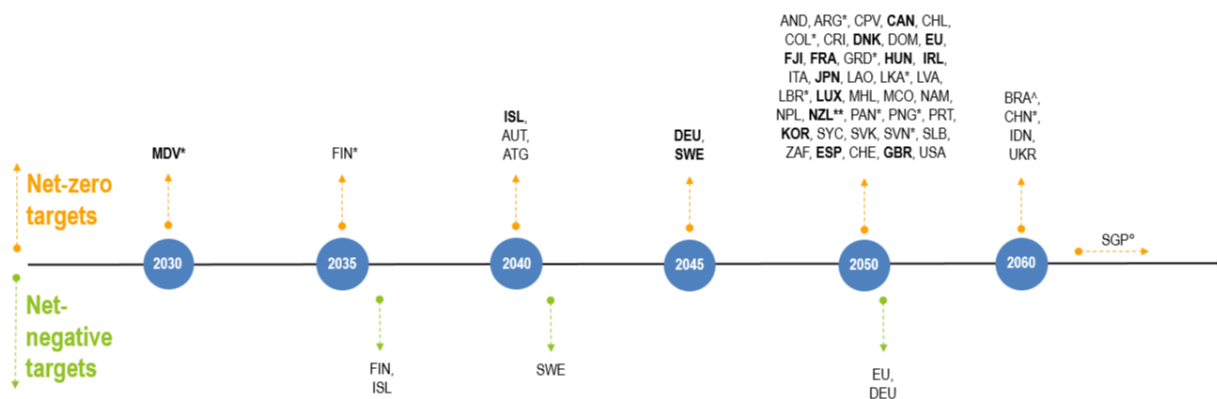 AND, ARG*, CPV, CAN, CHL,
COL*, CRI, DNK, DOM, EU,
FJI, FRA, GRD*, HUN, IRL,
ITA, JPN, LAO, LKA*, LVA,
LBR*, LUX, MHL, MCO, NAM,
NPL, NZL**, PAN*, PNG*, PRT,
KOR, SYC, SVK, SVN*, SLB,
ZAF, ESP, CHE, GBR, USA
BRA^,
CHN*,
IDN,
UKR
ISL,
AUT,
ATG
DEU,
SWE
MDV*
FIN*
Net-zero
targets
SGPº
2030
2035
2040
2045
2050
2060
Net-
negative
targets
FIN,
ISL
SWE
EU,
DEU